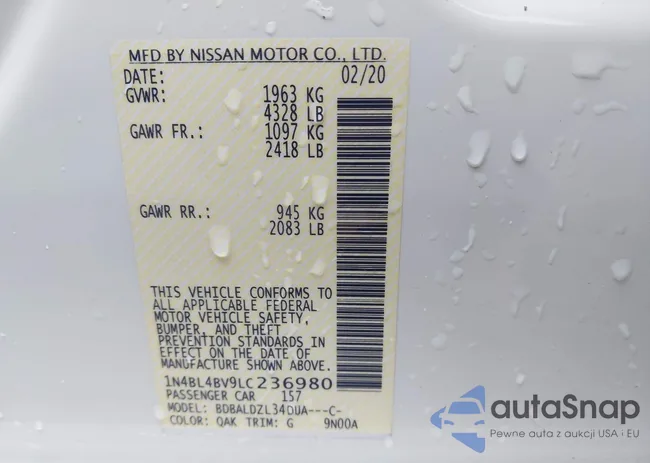 MFD BY NISSAN MOTOR CO., LTD.
DATE: 02/20
GVWR: 1963 KG
4328 LB
GAWR FR.: 1097 KG
2418 LB
GAWR RR.: 945 KG
2083 LB
THIS VEHICLE CONFORMS TO
ALL APPLICABLE FEDERAL
MOTOR VEHICLE SAFETY,
BUMPER, AND THEFT
PREVENTION STANDARDS IN
EFFECT ON THE DATE OF
MANUFACTURE SHOWN ABOVE.
1N4BL4BV9LC236980
PASSENGER CAR 157
MODEL: BDBALDZL34DUA---C-
COLOR: QAK TRIM: G 9N00A
autoSnap
Pewne auta z aukcji USA i EU